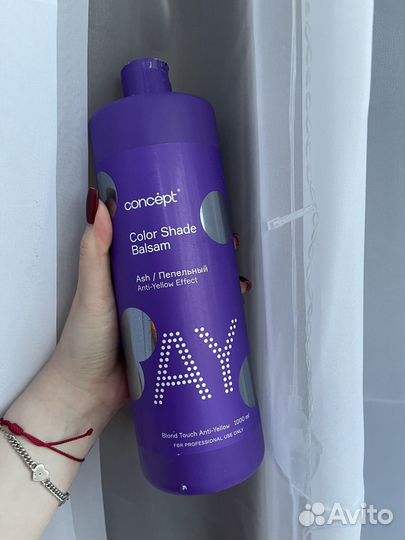 concépt®
Color Shade
Balsam
Ash / Пепельный
Anti-Yellow Effect
AY
Blond Touch Anti-Yellow 1000 ml
FOR PROFESSIONAL USE ONLY
Avito